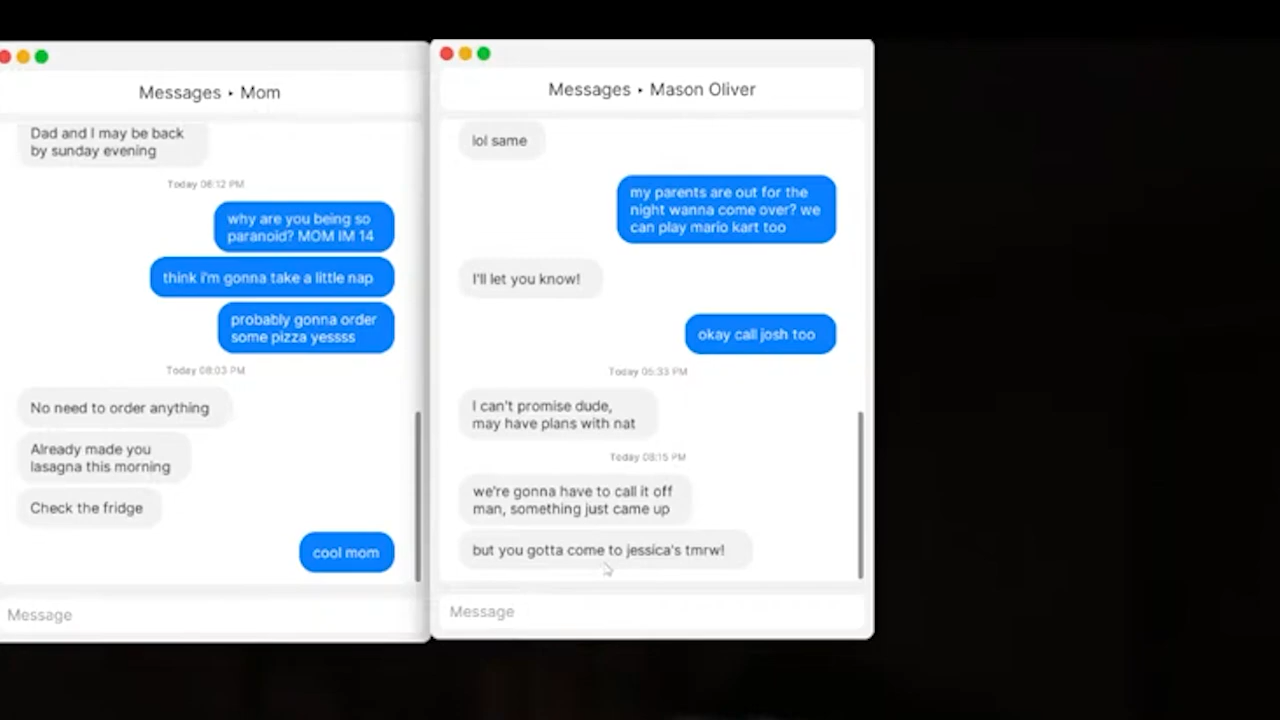 Messages ‣ Mom
Dad and I may be back
by sunday evening
Today 06:12 PM
why are you being so
paranoid? MOM IM 14
think i'm gonna take a little nap
probably gonna order
some pizza yessss
Today 08:03 PM
No need to order anything
Already made you
lasagna this morning
Check the fridge
cool mom
Message
Messages ‣ Mason Oliver
lol same
my parents are out for the
night wanna come over? we
can play mario kart too
I'll let you know!
okay call josh too
Today 05:33 PM
I can't promise dude,
may have plans with nat
Today 08:15 PM
we're gonna have to call it off
man, something just came up
but you gotta come to jessica's tmrw!
Message